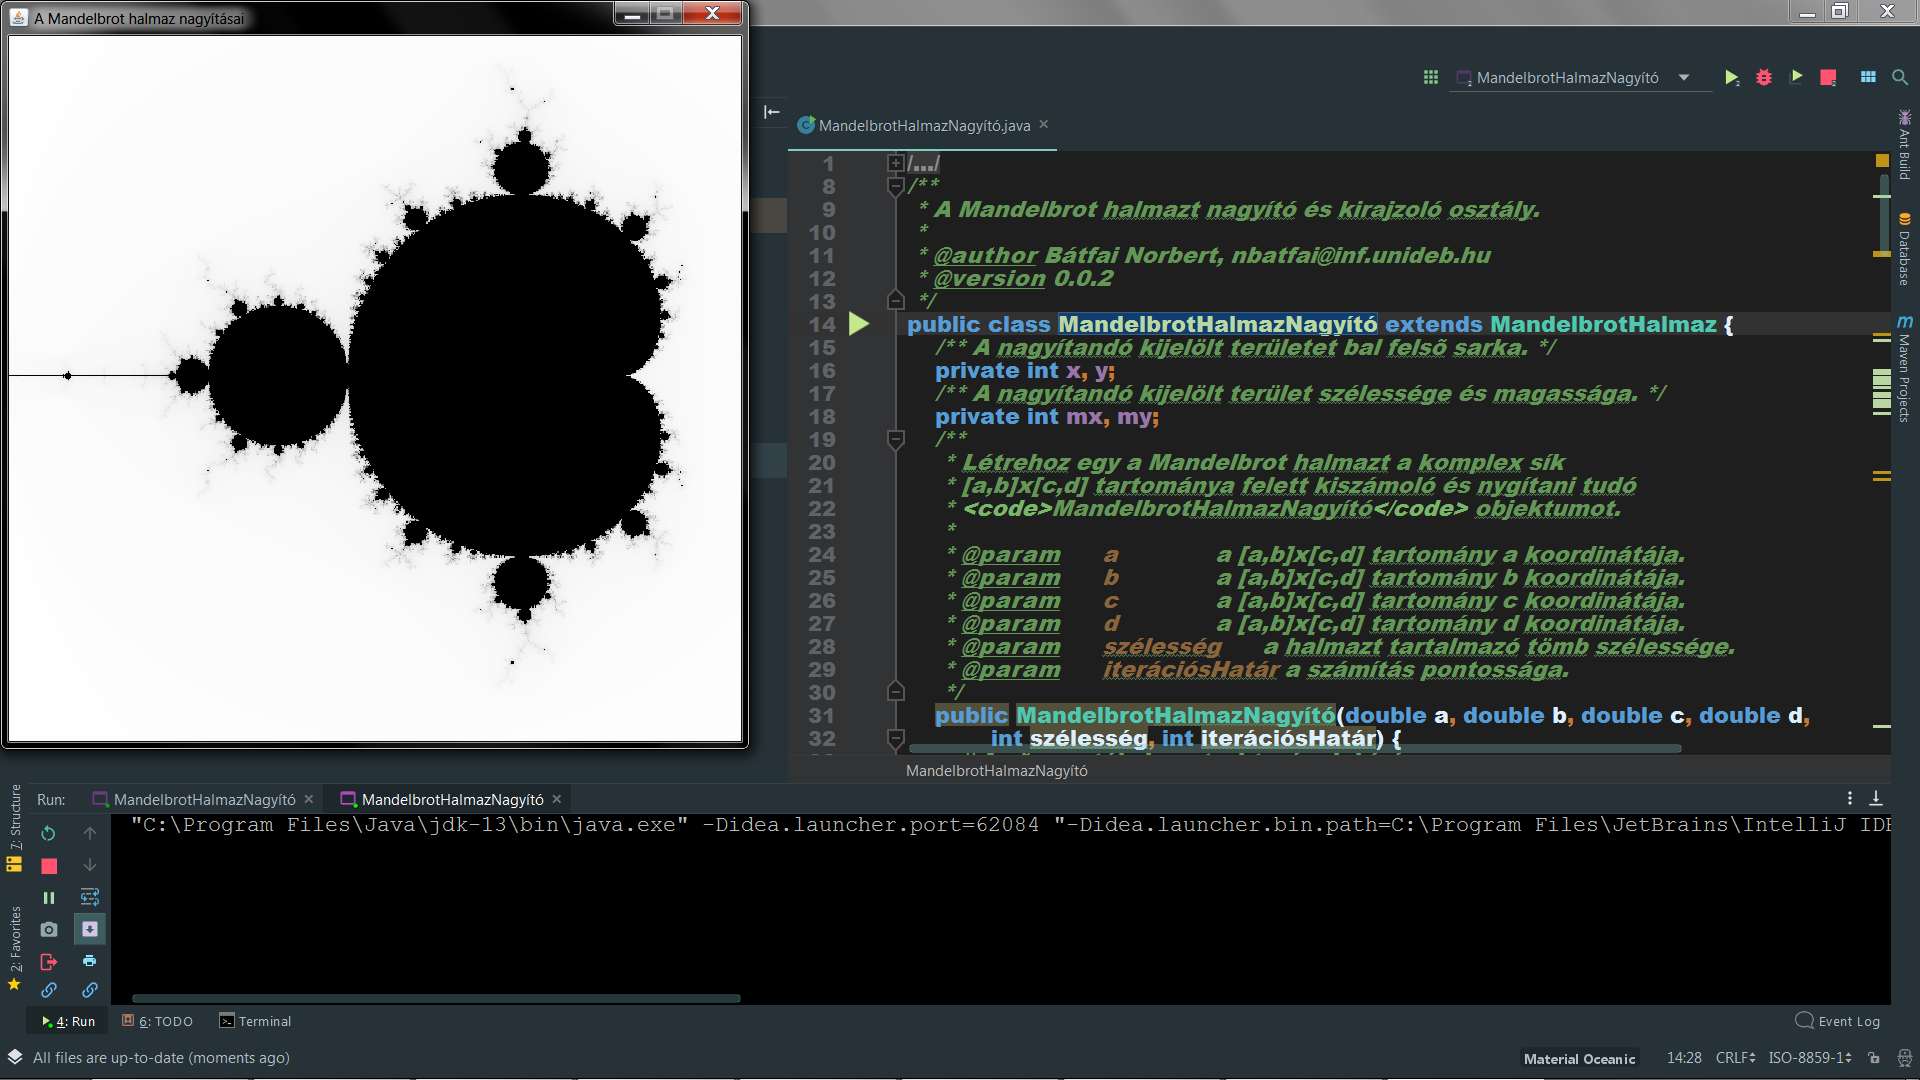 A Mandelbrot halmaz nagyításai
MandelbrotHalmazNagyító
MandelbrotHalmazNagyító.java
1 /.../
8 /**
9 * A Mandelbrot halmazt nagyító és kirajzoló osztály.
10 *
11 * @author Bátfai Norbert, nbatfai@inf.unideb.hu
12 * @version 0.0.2
13 */
14 public class MandelbrotHalmazNagyító extends MandelbrotHalmaz {
15 /** A nagyítandó kijelölt területet bal felsõ sarka. */
16 private int x, y;
17 /** A nagyítandó kijelölt terület szélessége és magassága. */
18 private int mx, my;
19 /**
20 * Létrehoz egy a Mandelbrot halmazt a komplex sík
21 * [a,b]x[c,d] tartománya felett kiszámoló és nygítani tudó
22 * <code>MandelbrotHalmazNagyító</code> objektumot.
23 *
24 * @param a a [a,b]x[c,d] tartomány a koordinátája.
25 * @param b a [a,b]x[c,d] tartomány b koordinátája.
26 * @param c a [a,b]x[c,d] tartomány c koordinátája.
27 * @param d a [a,b]x[c,d] tartomány d koordinátája.
28 * @param szélesség a halmazt tartalmazó tömb szélessége.
29 * @param iterációsHatár a számítás pontossága.
30 */
31 public MandelbrotHalmazNagyító(double a, double b, double c, double d,
32 int szélesség, int iterációsHatár) {
MandelbrotHalmazNagyító
Ant Build
Database
m Maven Projects
7: Structure
2: Favorites
Run: MandelbrotHalmazNagyító MandelbrotHalmazNagyító
"C:\Program Files\Java\jdk-13\bin\java.exe" -Didea.launcher.port=62084 "-Didea.launcher.bin.path=C:\Program Files\JetBrains\IntelliJ IDE
4: Run 6: TODO Terminal Event Log
All files are up-to-date (moments ago) Material Oceanic 14:28 CRLF ISO-8859-1